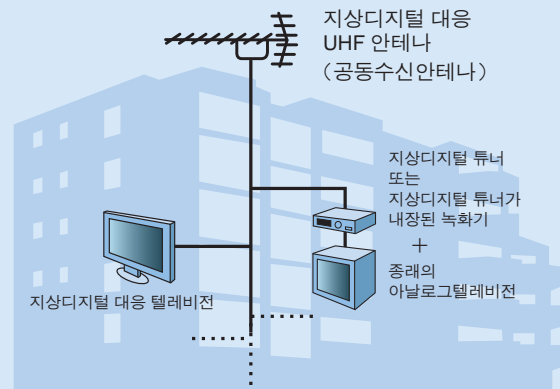 지상디지털 대응
UHF 안테나
(공동수신안테나)
지상디지털 튜너
또는
지상디지털 튜너가
내장된 녹화기
+
종래의
아날로그텔레비전
지상디지털 대응 텔레비전